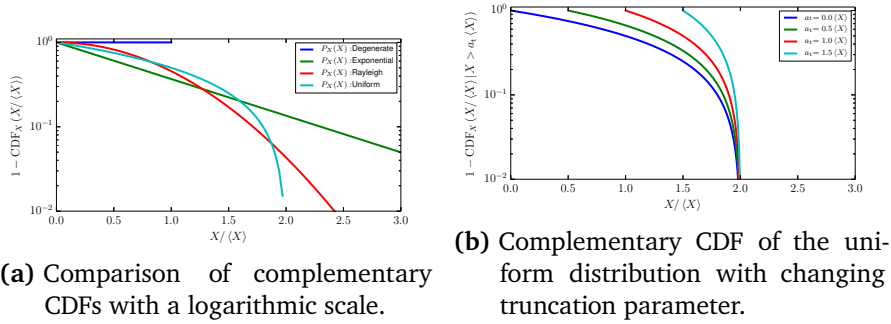 10^0
10^-1
10^-2
1 − CDF_X (X/⟨X⟩)
P_X(X) :Degenerate
P_X(X) :Exponential
P_X(X) :Rayleigh
P_X(X) :Uniform
0.0 0.5 1.0 1.5 2.0 2.5 3.0
X/⟨X⟩
(a) Comparison of complementary
CDFs with a logarithmic scale.
10^0
10^-1
10^-2
1 − CDF_X (X/⟨X⟩ | X > a_t ⟨X⟩)
a_t= 0.0 ⟨X⟩
a_t= 0.5 ⟨X⟩
a_t= 1.0 ⟨X⟩
a_t= 1.5 ⟨X⟩
0.0 0.5 1.0 1.5 2.0 2.5 3.0
X/⟨X⟩
(b) Complementary CDF of the uni-
form distribution with changing
truncation parameter.